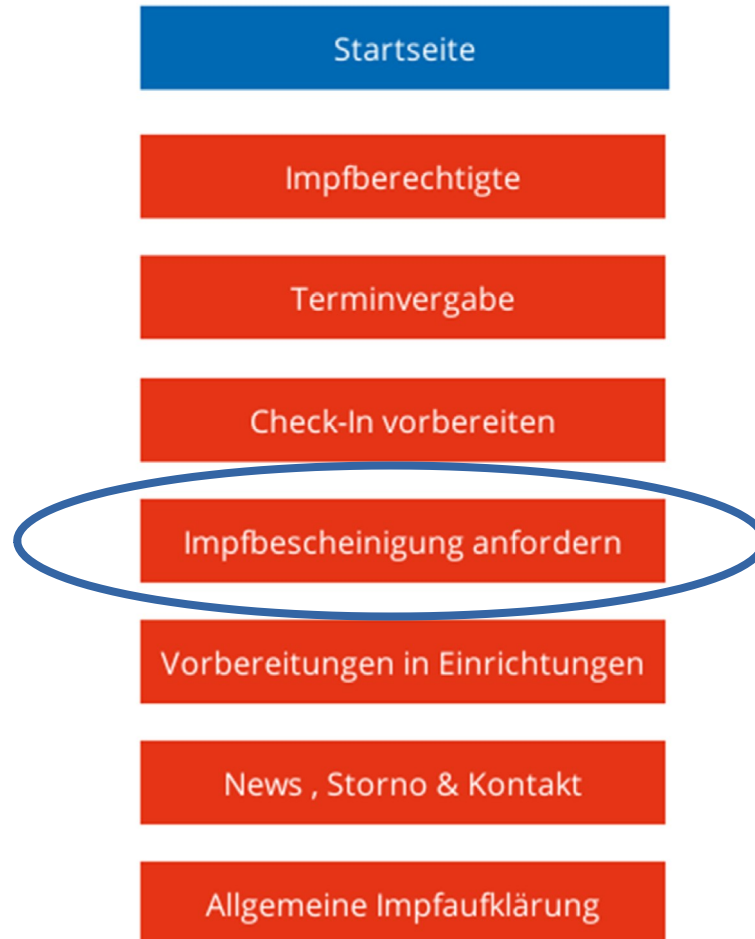 Startseite
Impfberechtigte
Terminvergabe
Check-In vorbereiten
Impfbescheinigung anfordern
Vorbereitungen in Einrichtungen
News , Storno & Kontakt
Allgemeine Impfaufklärung